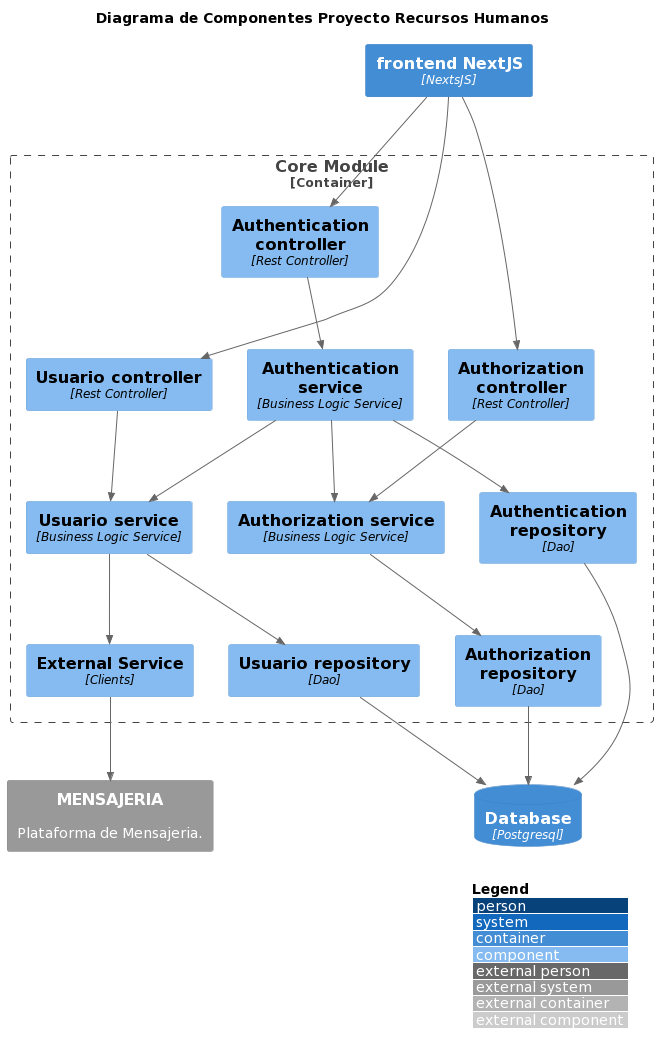 Diagrama de Componentes Proyecto Recursos Humanos
frontend NextJS
[NextsJS]
Core Module
[Container]
Authentication
controller
[Rest Controller]
Usuario controller
[Rest Controller]
Authentication
service
[Business Logic Service]
Authorization
controller
[Rest Controller]
Usuario service
[Business Logic Service]
Authorization service
[Business Logic Service]
Authentication
repository
[Dao]
External Service
[Clients]
Usuario repository
[Dao]
Authorization
repository
[Dao]
MENSAJERIA
Plataforma de Mensajeria.
Database
[Postgresql]
Legend
person
system
container
component
external person
external system
external container
external component